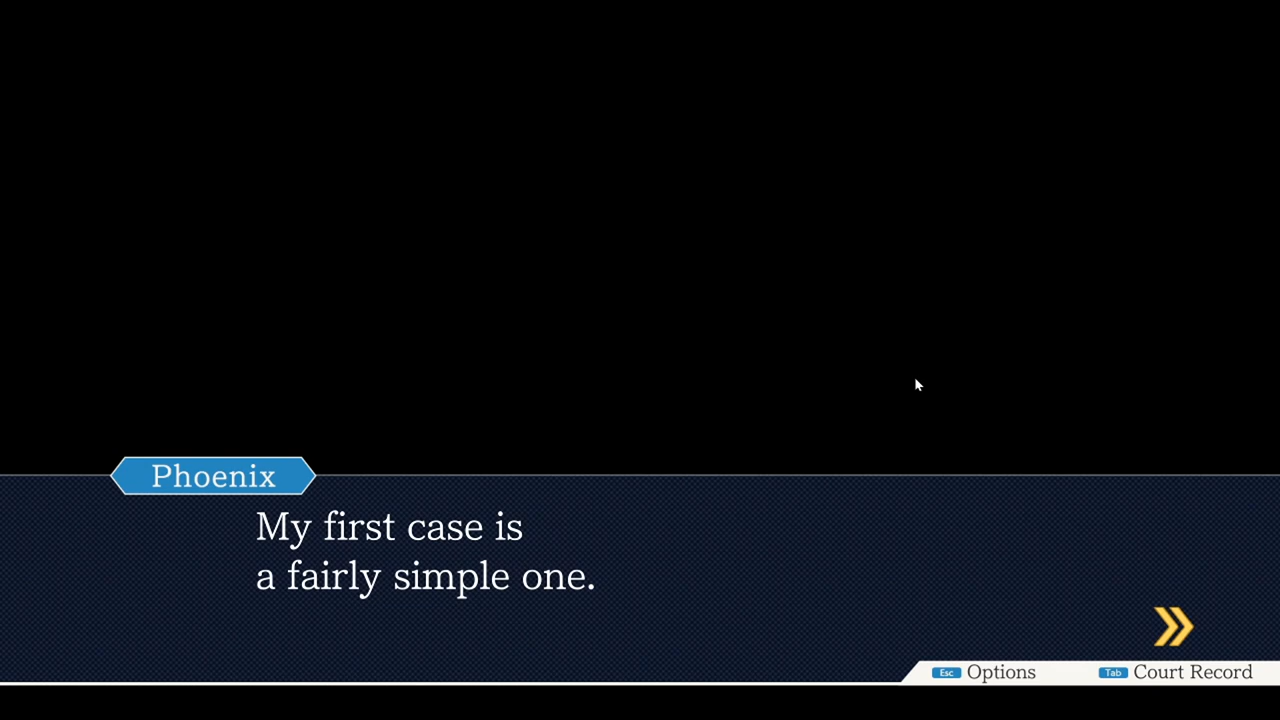 Phoenix
My first case is
a fairly simple one.
Esc Options Tab Court Record